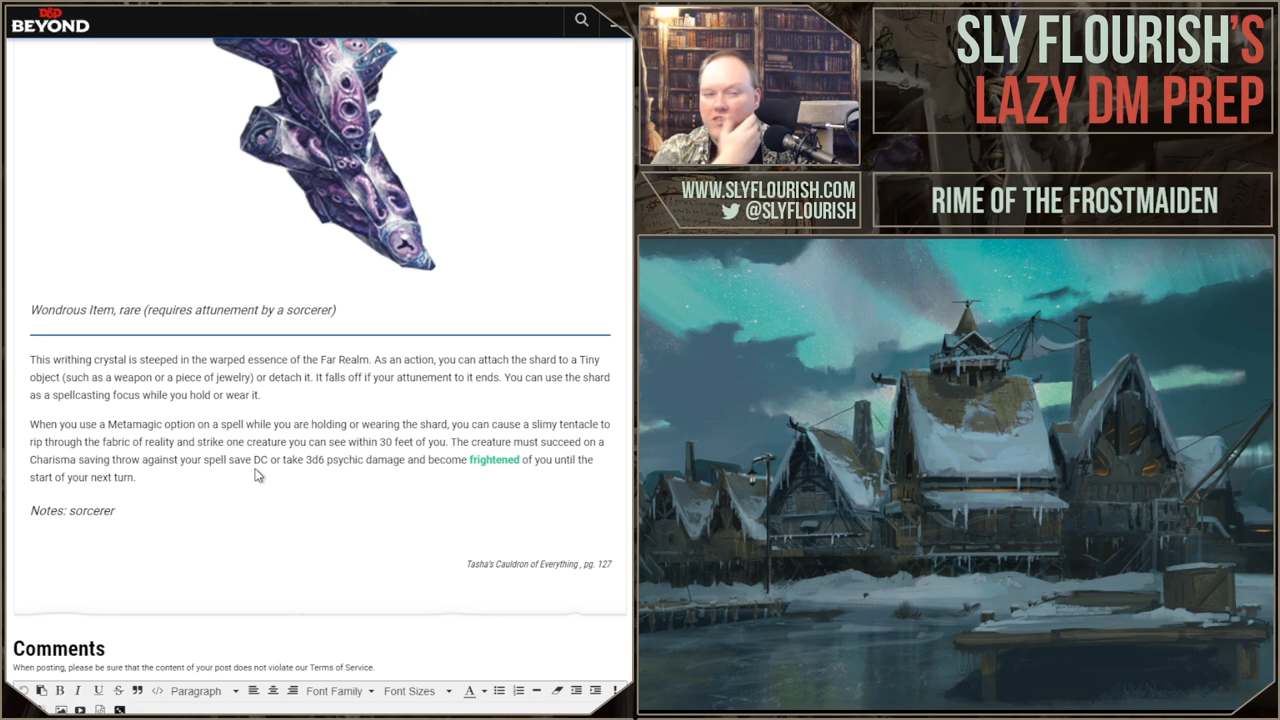 D&D
BEYOND
Wondrous Item, rare (requires attunement by a sorcerer)
This writhing crystal is steeped in the warped essence of the Far Realm. As an action, you can attach the shard to a Tiny
object (such as a weapon or a piece of jewelry) or detach it. It falls off if your attunement to it ends. You can use the shard
as a spellcasting focus while you hold or wear it.
When you use a Metamagic option on a spell while you are holding or wearing the shard, you can cause a slimy tentacle to
rip through the fabric of reality and strike one creature you can see within 30 feet of you. The creature must succeed on a
Charisma saving throw against your spell save DC or take 3d6 psychic damage and become frightened of you until the
start of your next turn.
Notes: sorcerer
Tasha's Cauldron of Everything , pg. 127
Comments
When posting, please be sure that the content of your post does not violate our Terms of Service.
B I U S Paragraph Font Family Font Sizes A
SLY FLOURISH'S
LAZY DM PREP
WWW.SLYFLOURISH.COM
@SLYFLOURISH
RIME OF THE FROSTMAIDEN